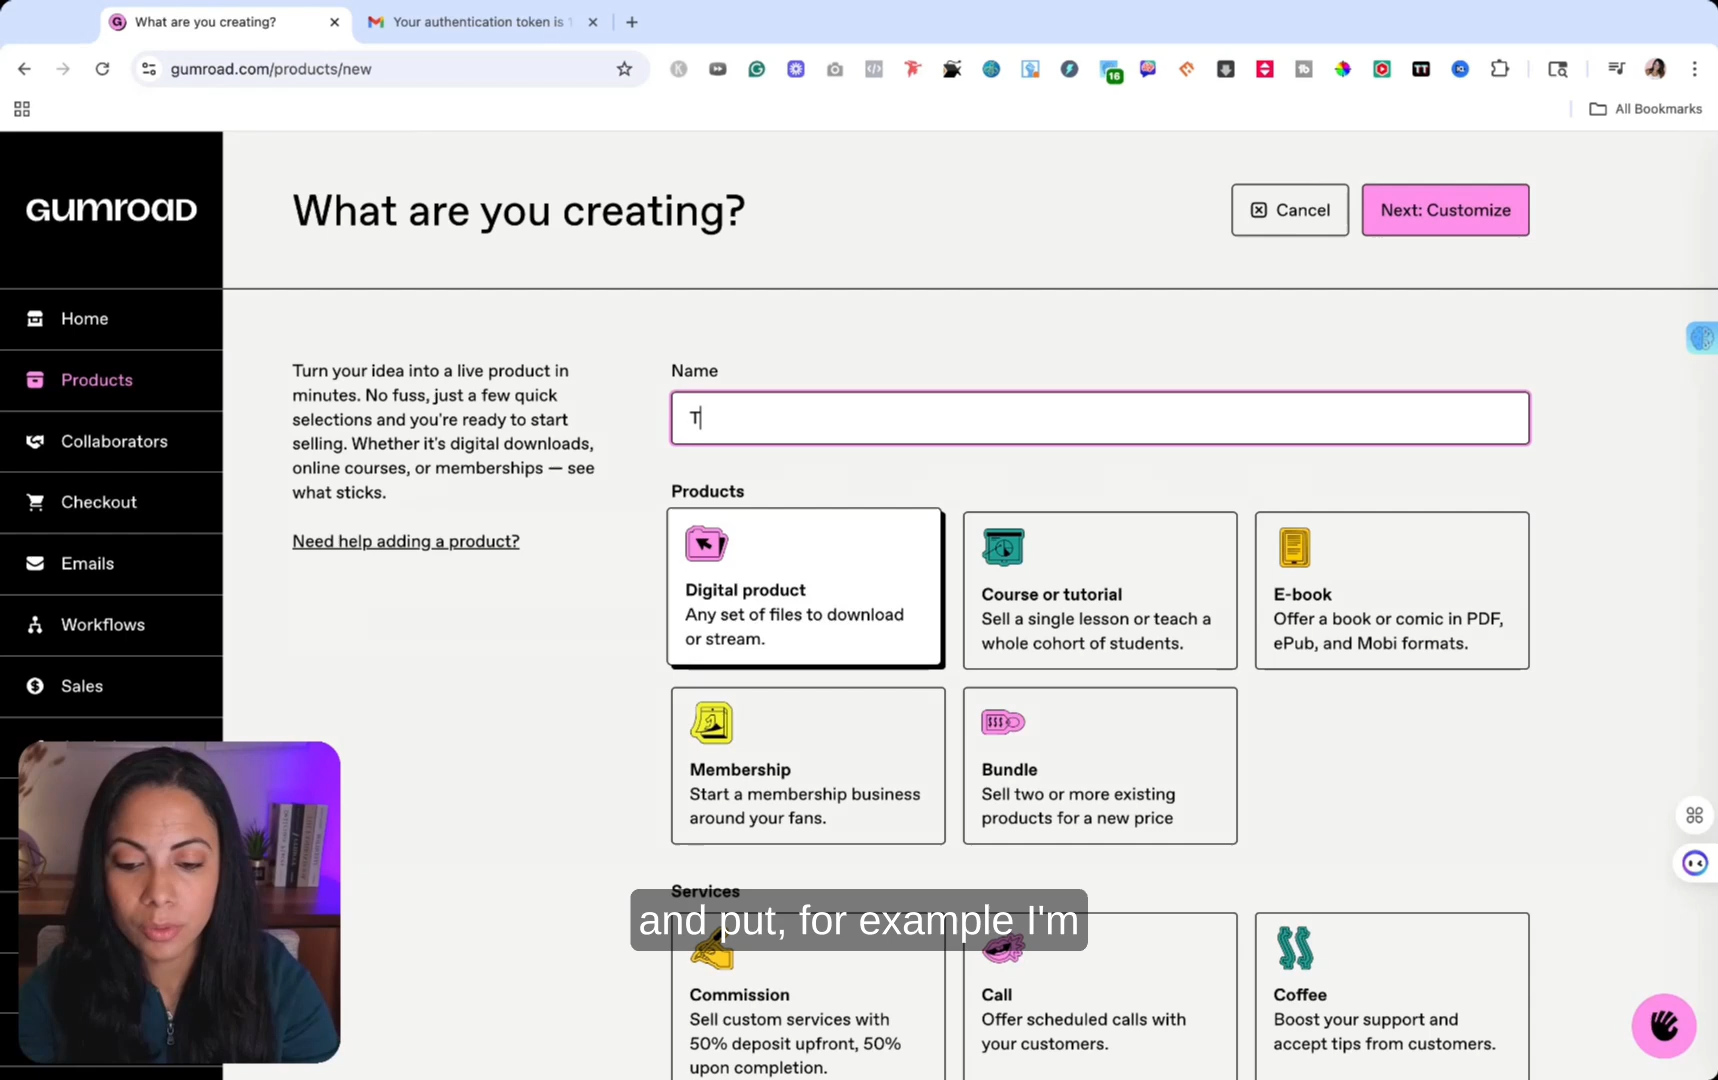 What are you creating?
Your authentication token is
gumroad.com/products/new
16
TT
All Bookmarks
GUMROAD
What are you creating?
Cancel
Next: Customize
Home
Products
Collaborators
Checkout
Emails
Workflows
Sales
Turn your idea into a live product in
minutes. No fuss, just a few quick
selections and you're ready to start
selling. Whether it's digital downloads,
online courses, or memberships — see
what sticks.
Need help adding a product?
Name
T
Products
Digital product
Any set of files to download
or stream.
Course or tutorial
Sell a single lesson or teach a
whole cohort of students.
E-book
Offer a book or comic in PDF,
ePub, and Mobi formats.
Membership
Start a membership business
around your fans.
Bundle
Sell two or more existing
products for a new price
Services
and put, for example I'm
Commission
Sell custom services with
50% deposit upfront, 50%
upon completion.
Call
Offer scheduled calls with
your customers.
Coffee
Boost your support and
accept tips from customers.